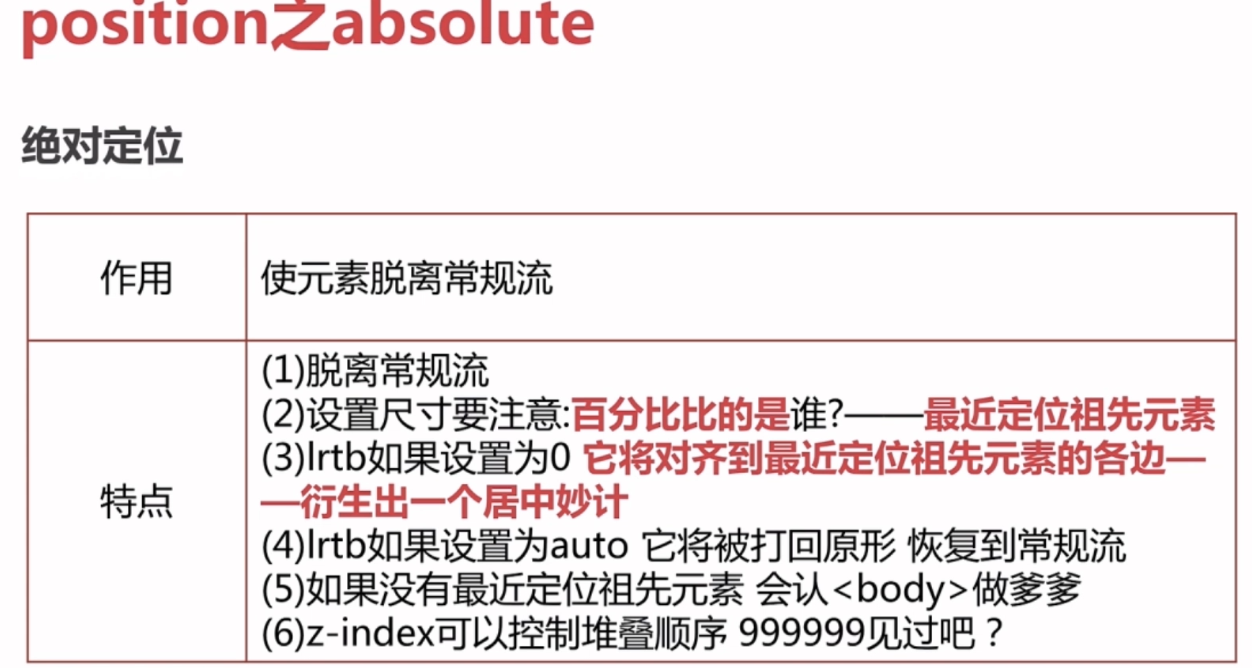 position之absolute
绝对定位
作用
使元素脱离常规流
特点
(1)脱离常规流
(2)设置尺寸要注意:百分比比的是谁?——最近定位祖先元素
(3)lrtb如果设置为0 它将对齐到最近定位祖先元素的各边—
—衍生出一个居中妙计
(4)lrtb如果设置为auto 它将被打回原形 恢复到常规流
(5)如果没有最近定位祖先元素 会认<body>做爹爹
(6)z-index可以控制堆叠顺序 999999见过吧？